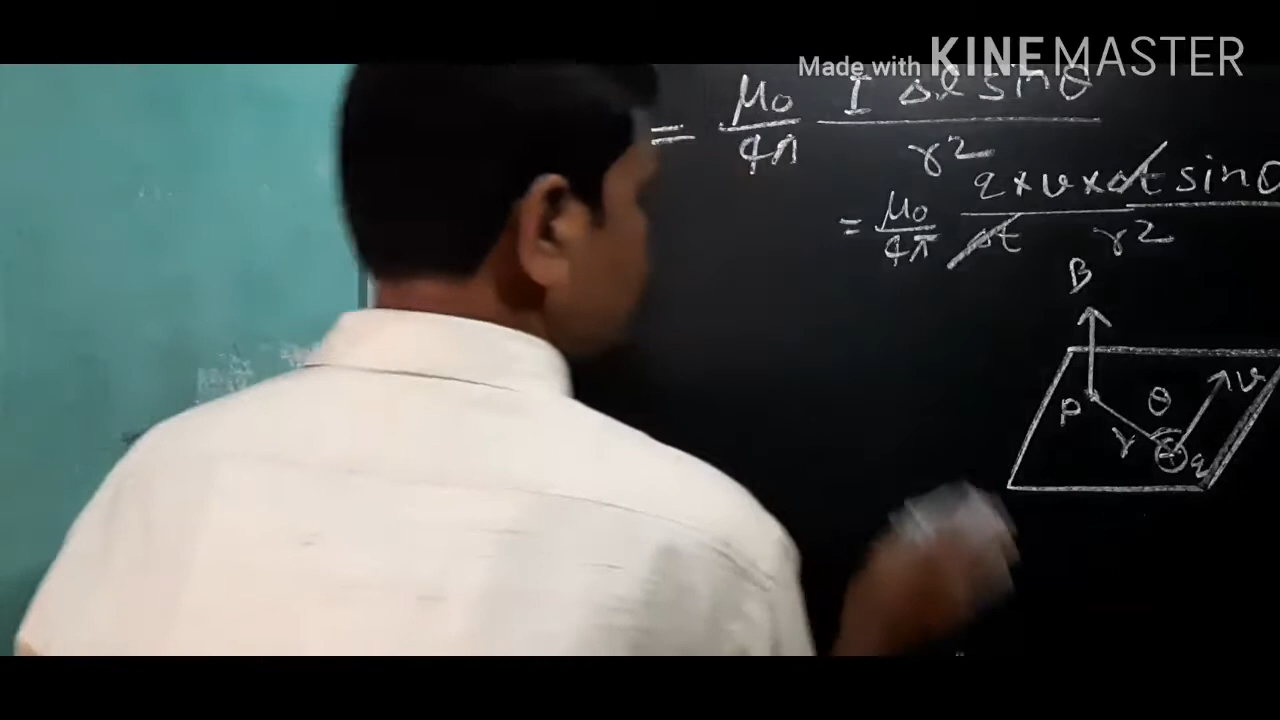 Made with KINEMASTER
= μ₀/4π I Δl sinθ / r²
= μ₀/4π q×v×Δt sinθ / Δt r²
B
P
θ
v
r
+
q